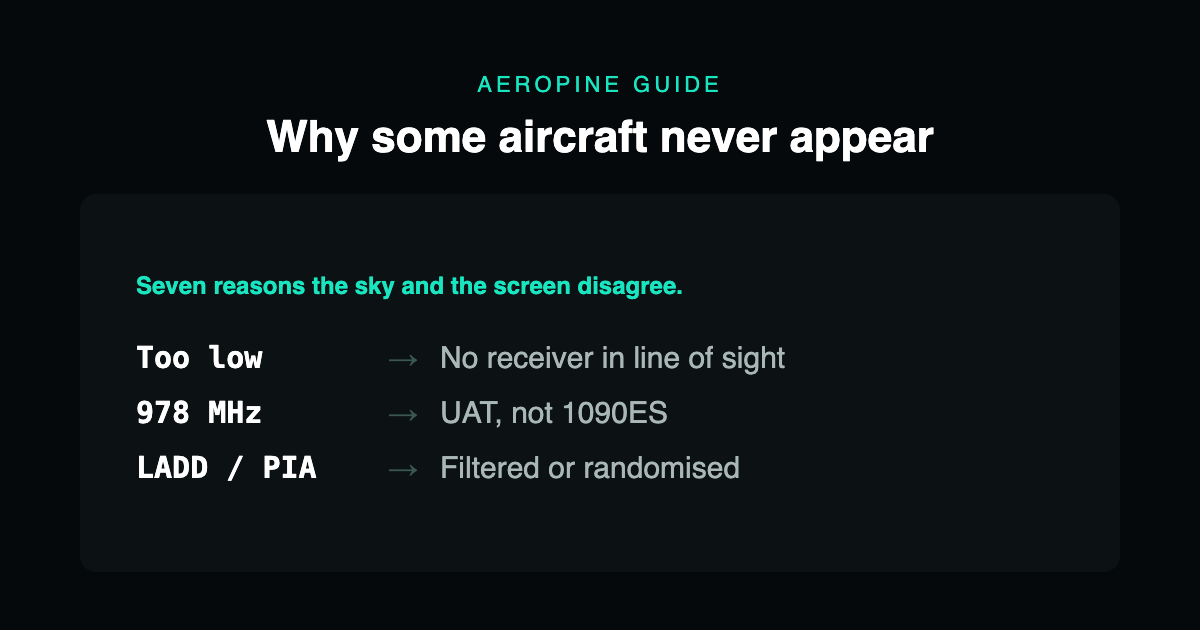 AEROPINE GUIDE
Why some aircraft never appear
Seven reasons the sky and the screen disagree.
Too low → No receiver in line of sight
978 MHz → UAT, not 1090ES
LADD / PIA → Filtered or randomised